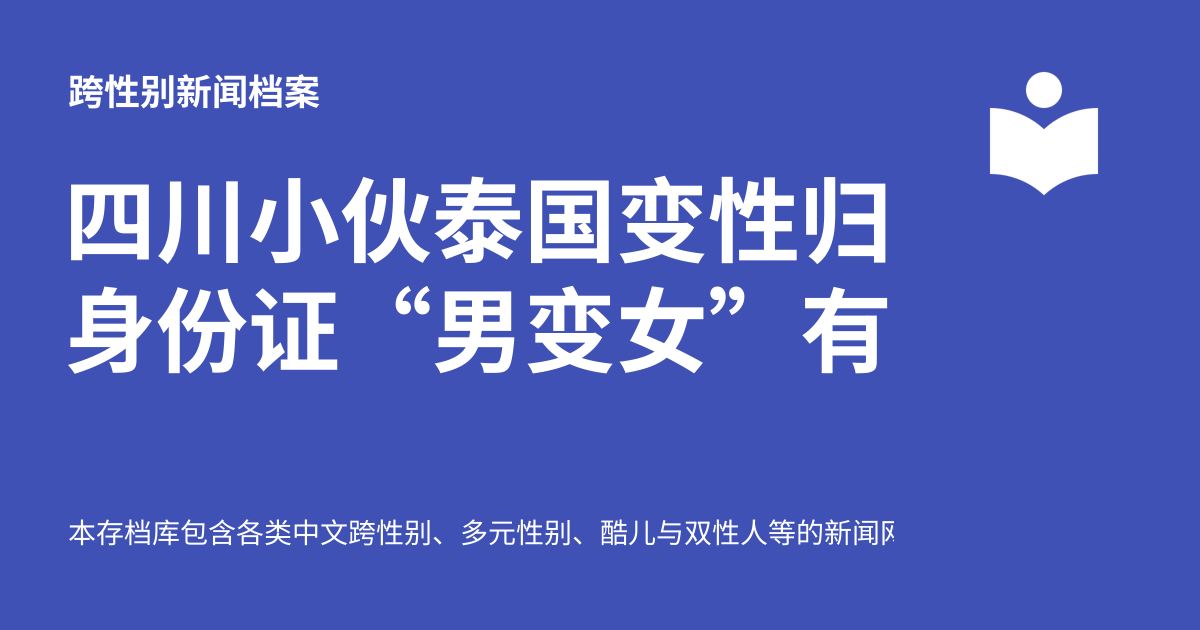 跨性别新闻档案
四川小伙泰国变性归
身份证“男变女”有
本存档库包含各类中文跨性别、多元性别、酷儿与双性人等的新闻